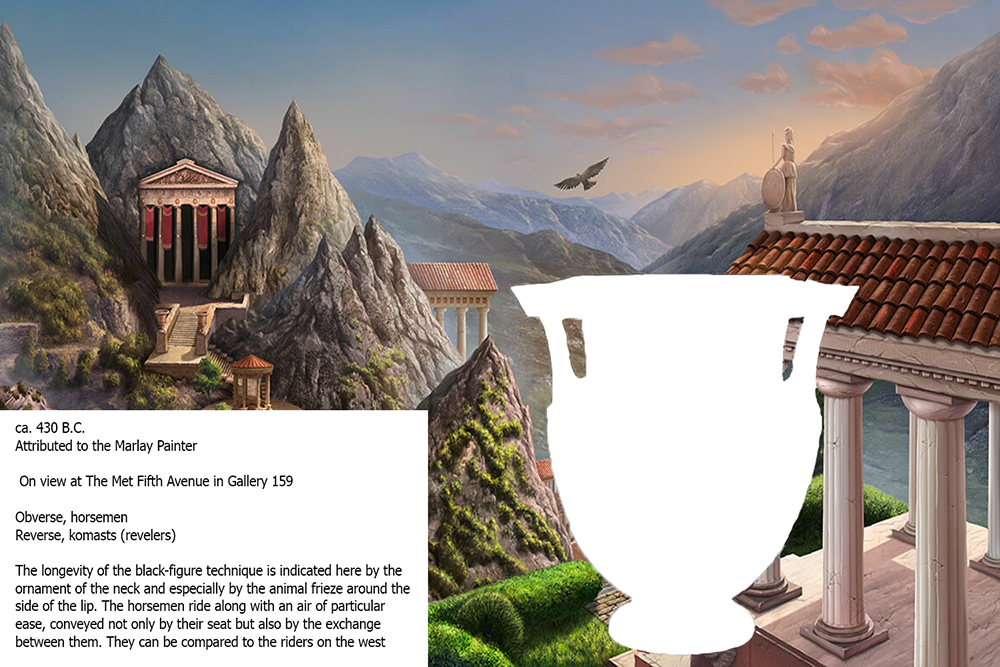 ca. 430 B.C.
Attributed to the Marlay Painter
On view at The Met Fifth Avenue in Gallery 159
Obverse, horsemen
Reverse, komasts (revelers)
The longevity of the black-figure technique is indicated here by the
ornament of the neck and especially by the animal frieze around the
side of the lip. The horsemen ride along with an air of particular
ease, conveyed not only by their seat but also by the exchange
between them. They can be compared to the riders on the west